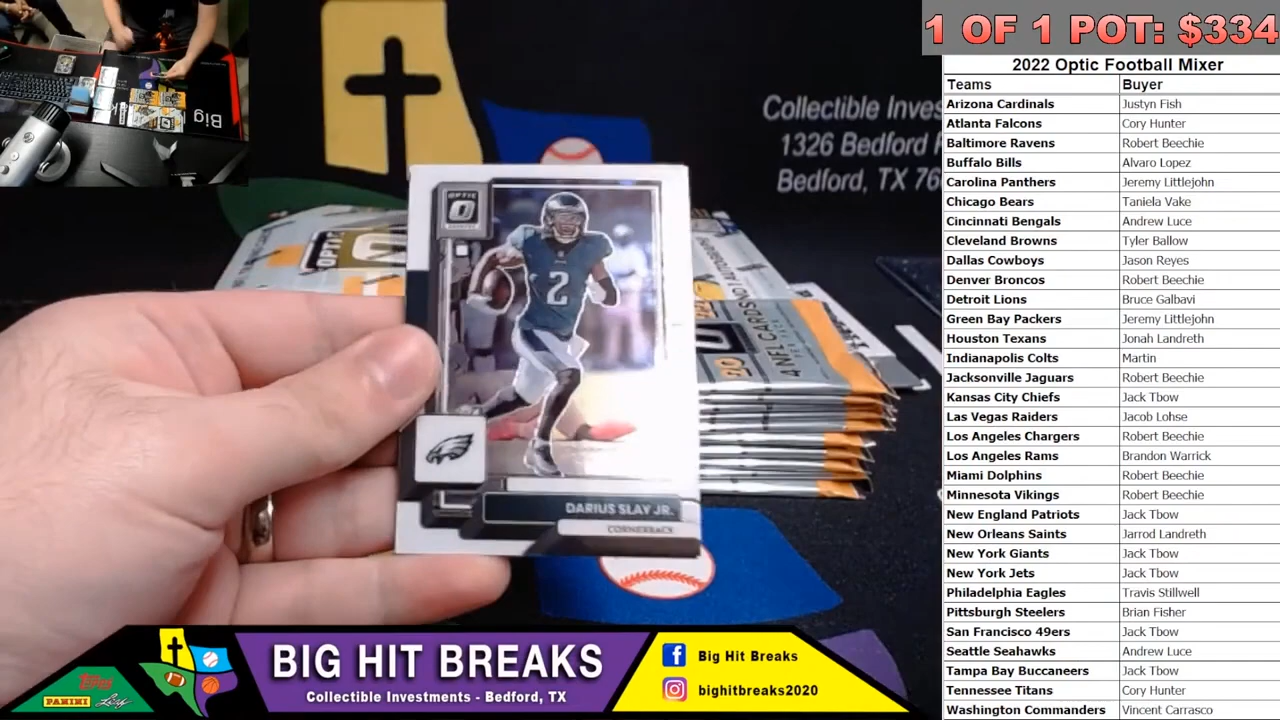 1 OF 1 POT: $334
2022 Optic Football Mixer
Teams Buyer
Arizona Cardinals Justyn Fish
Atlanta Falcons Cory Hunter
Baltimore Ravens Robert Beechie
Buffalo Bills Alvaro Lopez
Carolina Panthers Jeremy Littlejohn
Chicago Bears Taniela Vake
Cincinnati Bengals Andrew Luce
Cleveland Browns Tyler Ballow
Dallas Cowboys Jason Reyes
Denver Broncos Robert Beechie
Detroit Lions Bruce Galbavi
Green Bay Packers Jeremy Littlejohn
Houston Texans Jonah Landreth
Indianapolis Colts Martin
Jacksonville Jaguars Robert Beechie
Kansas City Chiefs Jack Tbow
Las Vegas Raiders Jacob Lohse
Los Angeles Chargers Robert Beechie
Los Angeles Rams Brandon Warrick
Miami Dolphins Robert Beechie
Minnesota Vikings Robert Beechie
New England Patriots Jack Tbow
New Orleans Saints Jarrod Landreth
New York Giants Jack Tbow
New York Jets Jack Tbow
Philadelphia Eagles Travis Stillwell
Pittsburgh Steelers Brian Fisher
San Francisco 49ers Jack Tbow
Seattle Seahawks Andrew Luce
Tampa Bay Buccaneers Jack Tbow
Tennessee Titans Cory Hunter
Washington Commanders Vincent Carrasco
Collectible Inves
1326 Bedford
Bedford, TX 76
Big
OPTIC
2
DARIUS SLAY JR.
CORNERBACK
20
4 NFL CARDS
Topps
PANINI
Leaf
BIG HIT BREAKS
Collectible Investments - Bedford, TX
Big Hit Breaks
bighitbreaks2020